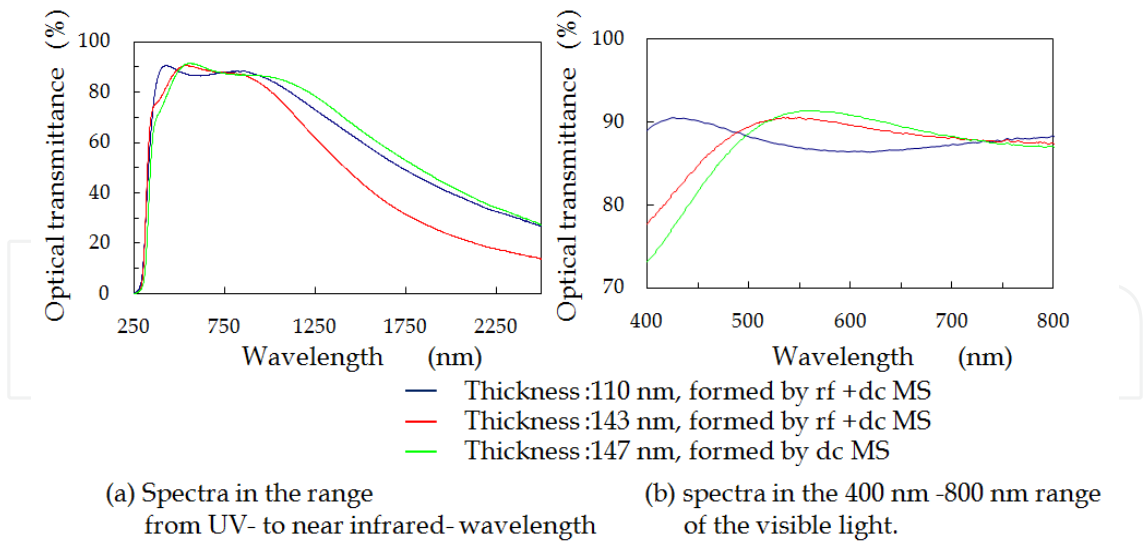 Optical transmittance (%)
100
80
60
40
20
0
250 750 1250 1750 2250
Wavelength (nm)
Optical transmittance (%)
100
90
80
70
400 500 600 700 800
Wavelength (nm)
Thickness :110 nm, formed by rf +dc MS
Thickness :143 nm, formed by rf +dc MS
Thickness :147 nm, formed by dc MS
(a) Spectra in the range
from UV- to near infrared- wavelength
(b) spectra in the 400 nm -800 nm range
of the visible light.